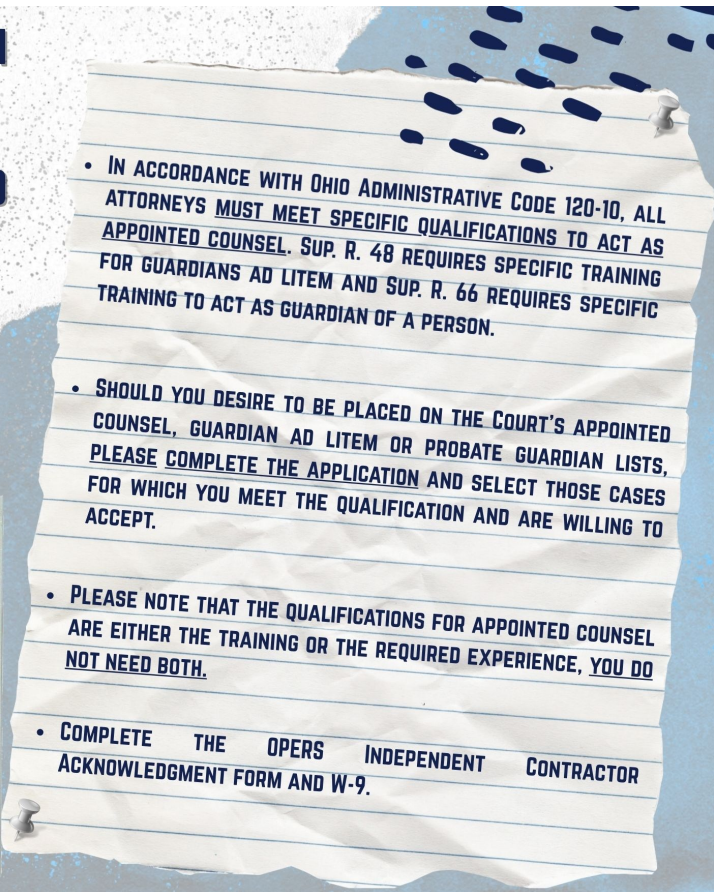 • In accordance with Ohio Administrative Code 120-10, all
attorneys must meet specific qualifications to act as
appointed counsel. Sup. R. 48 requires specific training
for guardians ad litem and Sup. R. 66 requires specific
training to act as guardian of a person.
• Should you desire to be placed on the Court's appointed
counsel, guardian ad litem or probate guardian lists,
please complete the application and select those cases
for which you meet the qualification and are willing to
accept.
• Please note that the qualifications for appointed counsel
are either the training or the required experience, you do
not need both.
• Complete the OPERS Independent Contractor
Acknowledgment form and W-9.